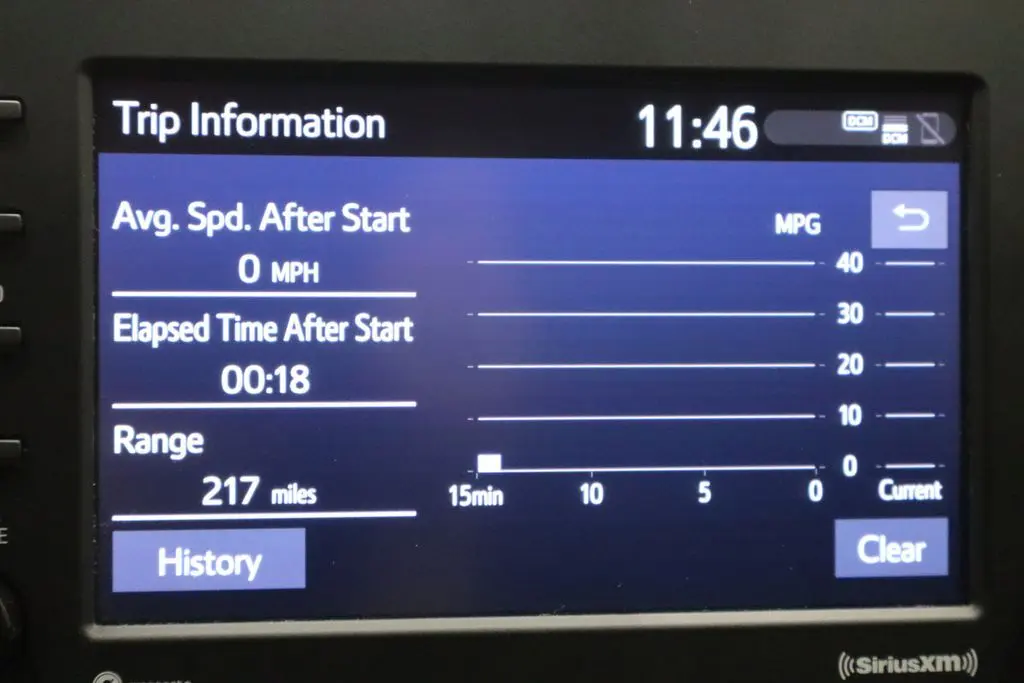 Trip Information
11:46
DCM
DCM
Avg. Spd. After Start
0 MPH
Elapsed Time After Start
00:18
Range
217 miles
History
MPG
40
30
20
10
0
15min 10 5 0 Current
Clear
((SiriusXM))
E